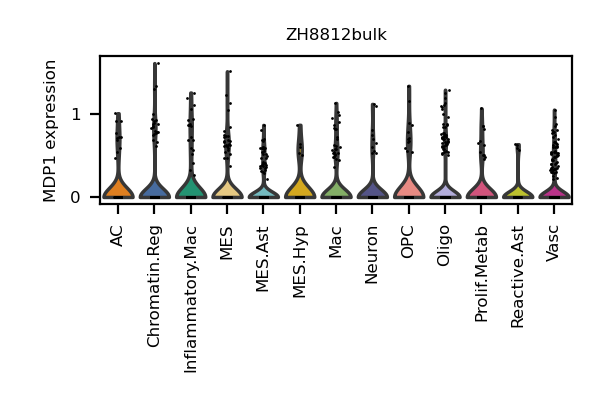 ZH8812bulk
MDP1 expression
1
0
AC
Chromatin.Reg
Inflammatory.Mac
MES
MES.Ast
MES.Hyp
Mac
Neuron
OPC
Oligo
Prolif.Metab
Reactive.Ast
Vasc